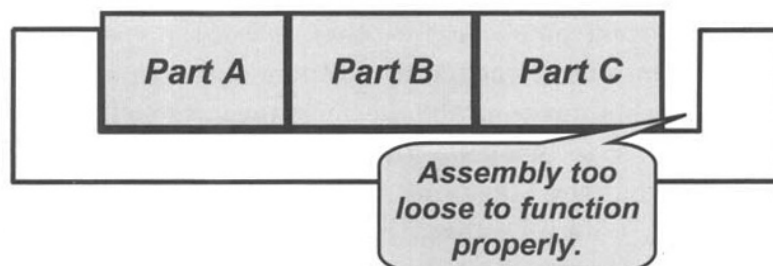 Part A
Part B
Part C
Assembly too
loose to function
properly.